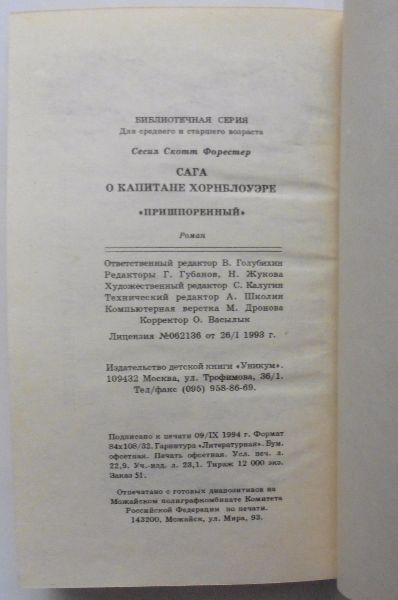 БИБЛИОТЕЧНАЯ СЕРИЯ
Для среднего и старшего возраста
Сесил Скотт Форестер
САГА
О КАПИТАНЕ ХОРНБЛОУЭРЕ
«ПРИШПОРЕННЫЙ»
Роман
Ответственный редактор В. Голубихин
Редакторы Г. Губанов, Н. Жукова
Художественный редактор С. Калугин
Технический редактор А. Школин
Компьютерная верстка М. Дронова
Корректор О. Васылык
Лицензия №062136 от 26/I 1993 г.
Издательство детской книги «Уникум».
109432 Москва, ул. Трофимова, 36/1.
Тел/факс (095) 958-86-69.
Подписано к печати 09/IX 1994 г. Формат
84х108/32. Гарнитура «Литературная». Бум.
офсетная. Печать офсетная. Усл. печ. л.
22,9. Уч.-изд. л. 23,1. Тираж 12 000 экз.
Заказ 51.
Отпечатано с готовых диапозитивов на
Можайском полиграфкомбинате Комитета
Российской Федерации по печати.
143200, Можайск, ул. Мира, 93.